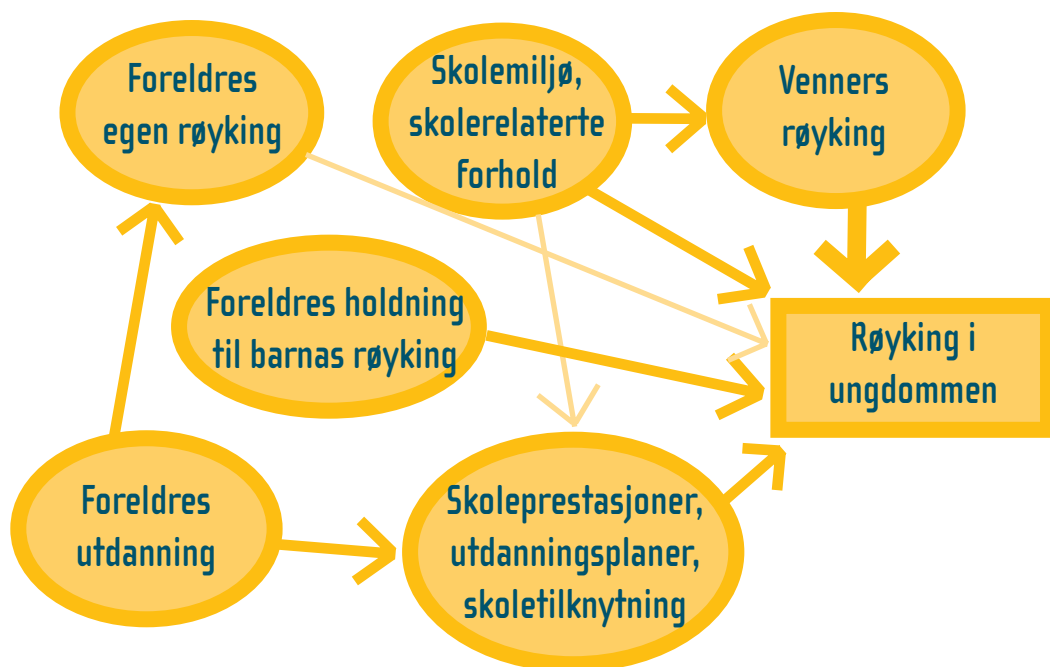 Foreldres
egen røyking
Skolemiljø,
skolerelaterte
forhold
Venners
røyking
Foreldres holdning
til barnas røyking
Røyking i
ungdommen
Foreldres
utdanning
Skoleprestasjoner,
utdanningsplaner,
skoletilknytning